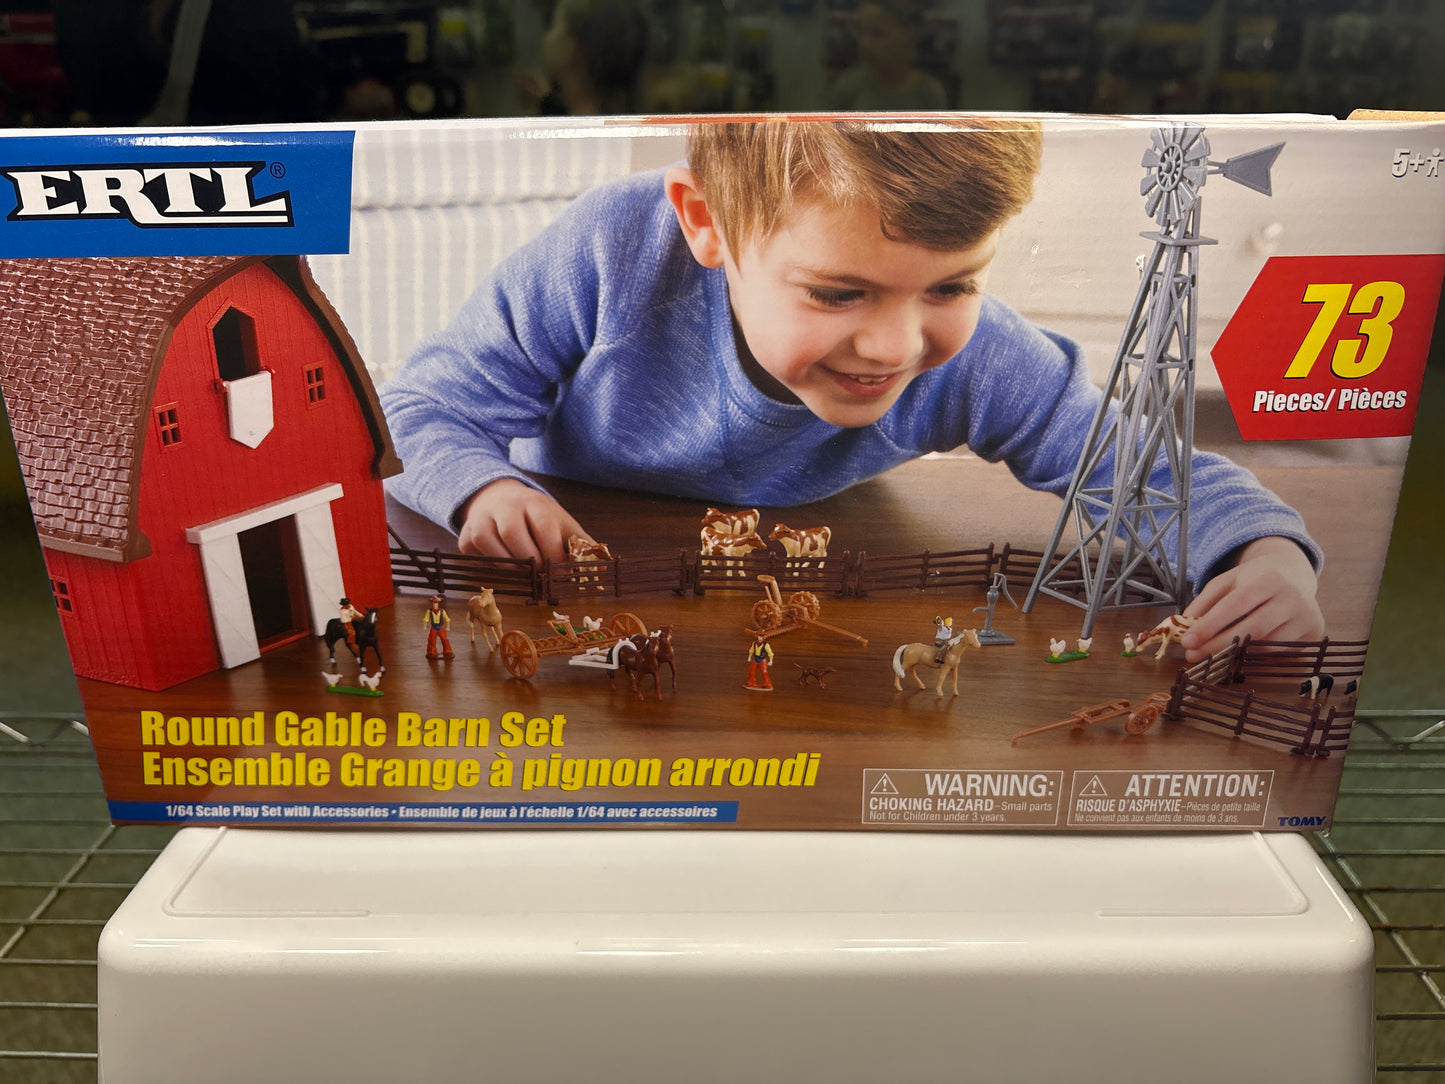 ERTL®
5+
73
Pieces/ Pièces
Round Gable Barn Set
Ensemble Grange à pignon arrondi
1/64 Scale Play Set with Accessories • Ensemble de jeux à l'échelle 1/64 avec accessoires
WARNING:
CHOKING HAZARD–Small parts
Not for Children under 3 years.
ATTENTION:
RISQUE D'ASPHYXIE–Pièces de petite taille
Ne convient pas aux enfants de moins de 3 ans.
TOMY